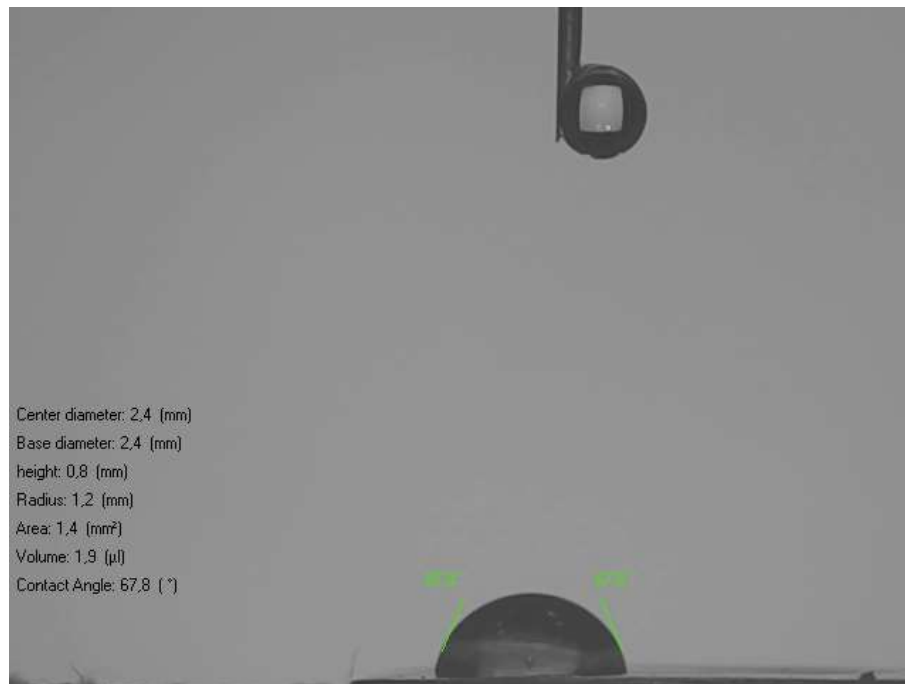 Center diameter: 2,4 (mm)
Base diameter: 2,4 (mm)
height: 0,8 (mm)
Radius: 1,2 (mm)
Area: 1,4 (mm²)
Volume: 1,9 (µl)
Contact Angle: 67,8 (°)